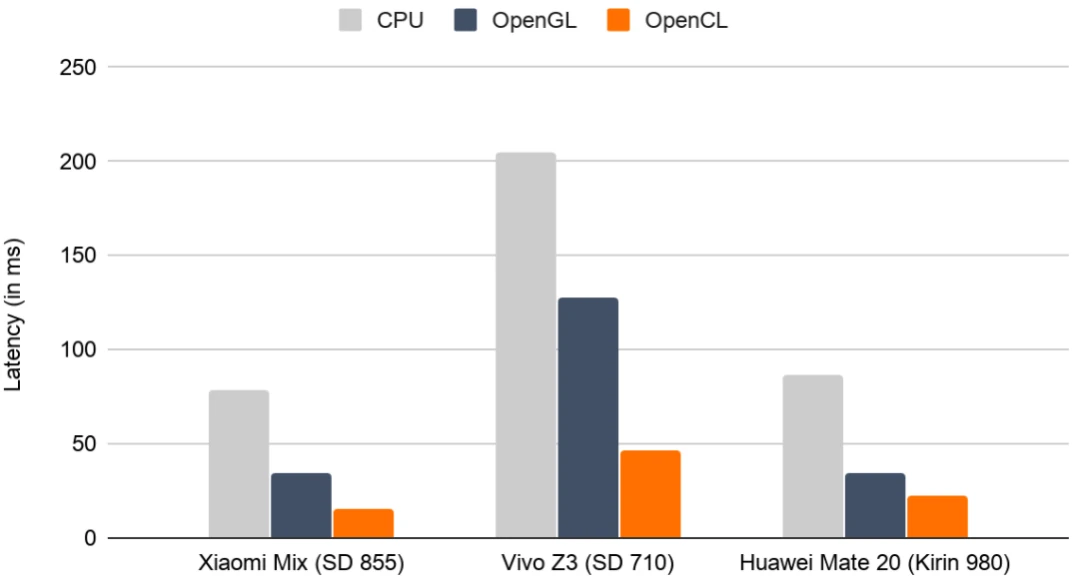 CPU OpenGL OpenCL
250
200
150
100
50
0
Latency (in ms)
Xiaomi Mix (SD 855) Vivo Z3 (SD 710) Huawei Mate 20 (Kirin 980)